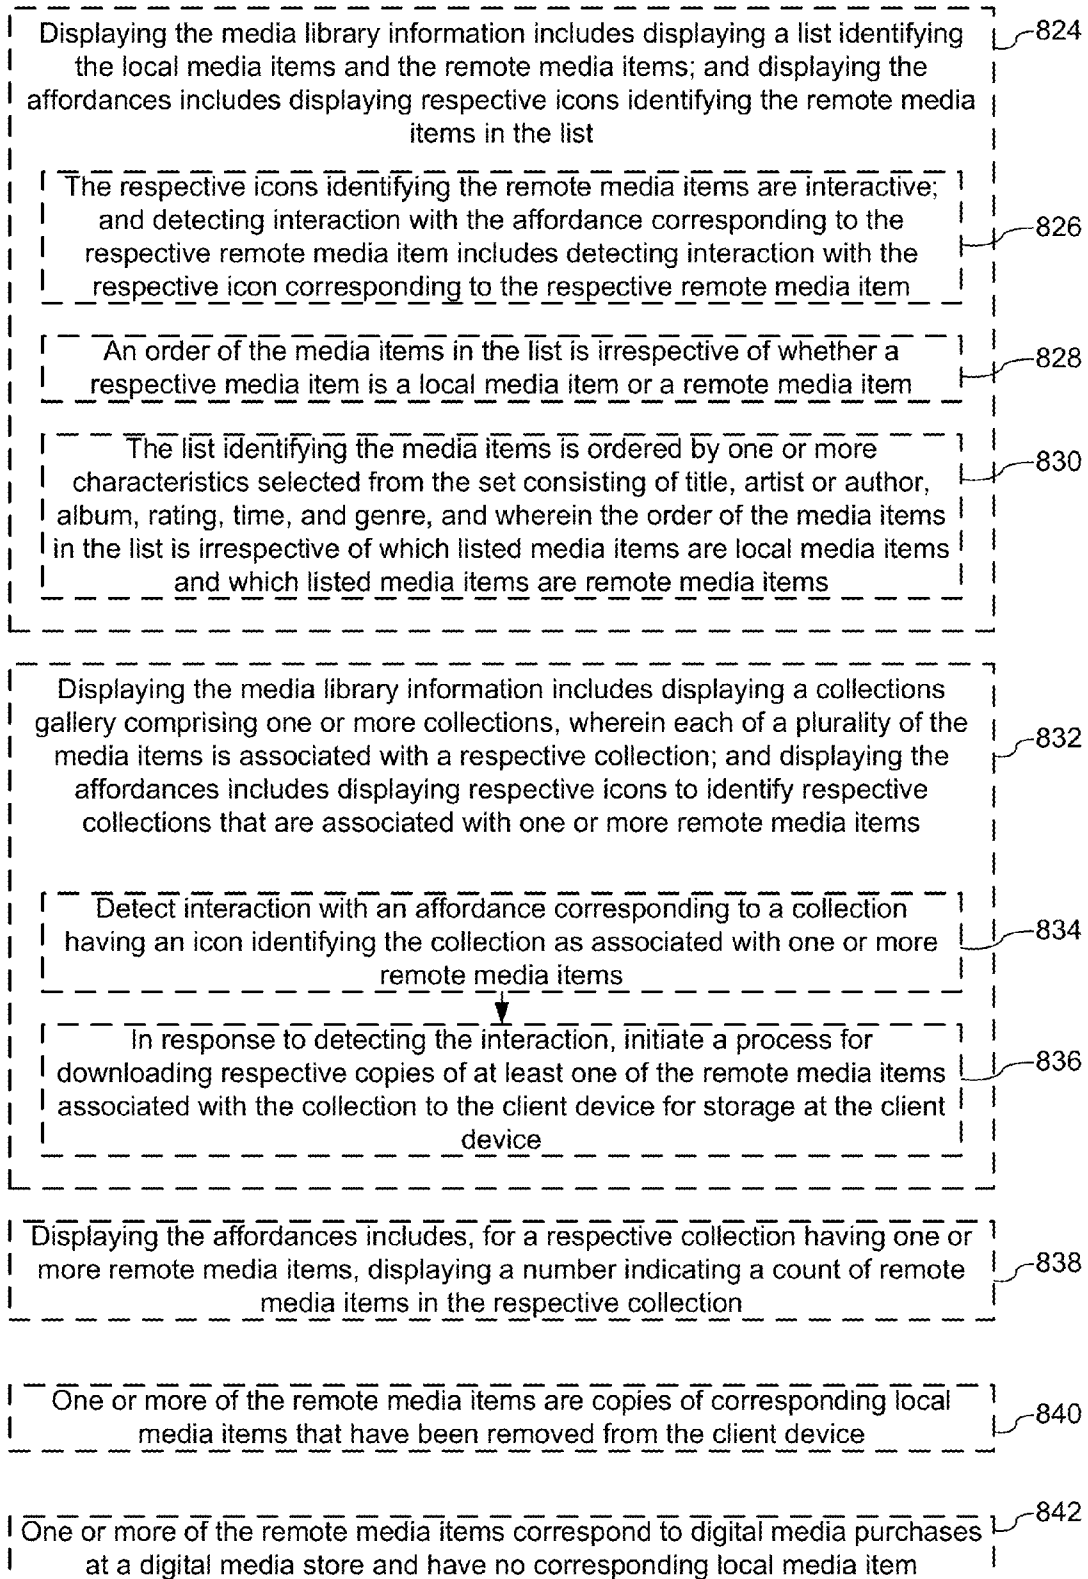 Displaying the media library information includes displaying a list identifying
the local media items and the remote media items; and displaying the
affordances includes displaying respective icons identifying the remote media
items in the list
824
The respective icons identifying the remote media items are interactive;
and detecting interaction with the affordance corresponding to the
respective remote media item includes detecting interaction with the
respective icon corresponding to the respective remote media item
826
An order of the media items in the list is irrespective of whether a
respective media item is a local media item or a remote media item
828
The list identifying the media items is ordered by one or more
characteristics selected from the set consisting of title, artist or author,
album, rating, time, and genre, and wherein the order of the media items
in the list is irrespective of which listed media items are local media items
and which listed media items are remote media items
830
Displaying the media library information includes displaying a collections
gallery comprising one or more collections, wherein each of a plurality of the
media items is associated with a respective collection; and displaying the
affordances includes displaying respective icons to identify respective
collections that are associated with one or more remote media items
832
Detect interaction with an affordance corresponding to a collection
having an icon identifying the collection as associated with one or more
remote media items
834
In response to detecting the interaction, initiate a process for
downloading respective copies of at least one of the remote media items
associated with the collection to the client device for storage at the client
device
836
Displaying the affordances includes, for a respective collection having one or
more remote media items, displaying a number indicating a count of remote
media items in the respective collection
838
One or more of the remote media items are copies of corresponding local
media items that have been removed from the client device
840
One or more of the remote media items correspond to digital media purchases
at a digital media store and have no corresponding local media item
842